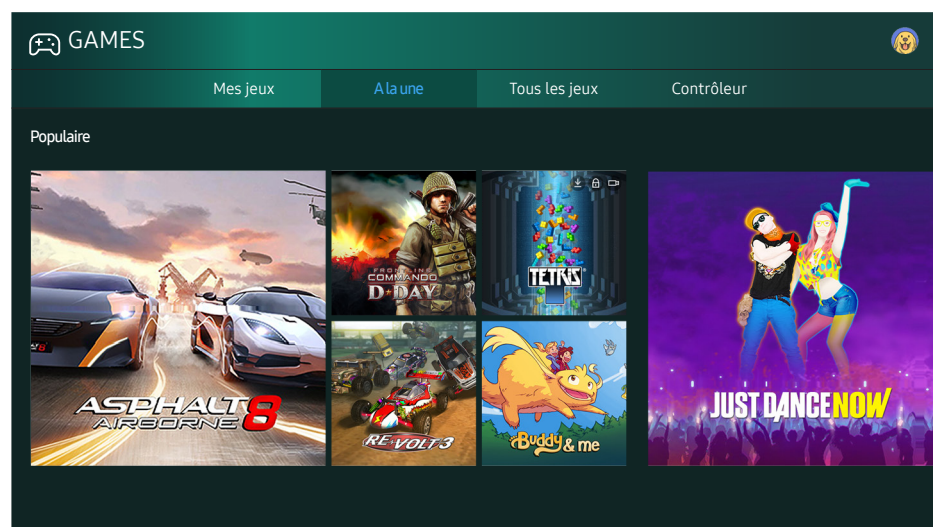 GAMES
Mes jeux
A la une
Tous les jeux
Contrôleur
Populaire
ASPHALT 8
AIRBORNE
FRONTLINE
COMMANDO
D-DAY
TETRIS
RE-VOLT 3
Buddy & me
JUST DANCE NOW